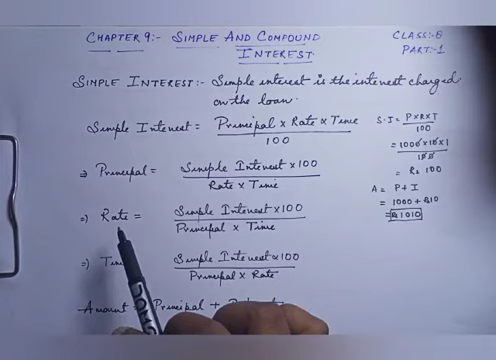 CHAPTER 9:- SIMPLE AND COMPOUND INTEREST
CLASS:-8
PART:-1
SIMPLE INTEREST:- Simple interest is the interest charged
on the loan.
Simple Interest = Principal × Rate × Time / 100
⇒ Principal = Simple Interest × 100 / Rate × Time
⇒ Rate = Simple Interest × 100 / Principal × Time
⇒ Time Simple Interest × 100 / Principal × Rate
Amount Principal +
S.I = P×R×T / 100
= 1000 × 10 × 1 / 100
= Rs 100
A = P + I
= 1000 + 10
= Rs 1010